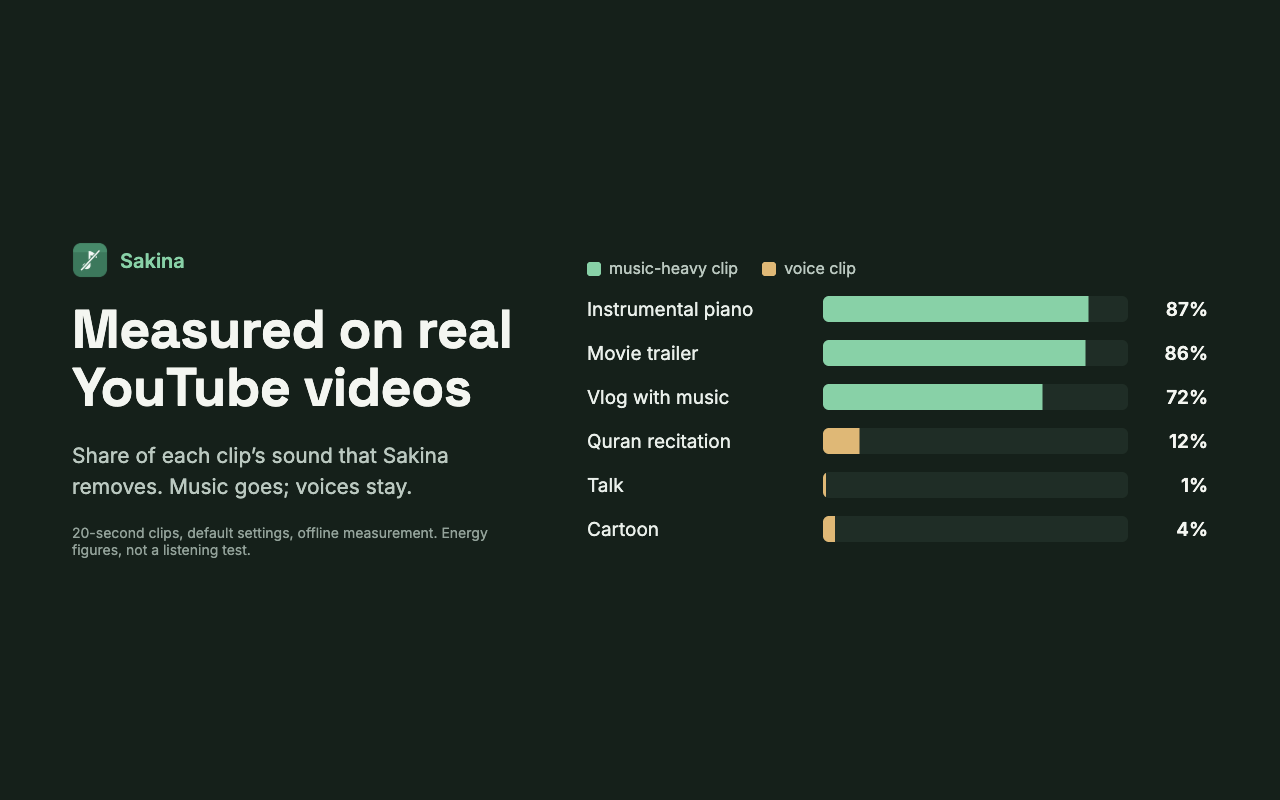 Sakina
Measured on real
YouTube videos
Share of each clip’s sound that Sakina
removes. Music goes; voices stay.
20-second clips, default settings, offline measurement. Energy
figures, not a listening test.
music-heavy clip voice clip
Instrumental piano 87%
Movie trailer 86%
Vlog with music 72%
Quran recitation 12%
Talk 1%
Cartoon 4%